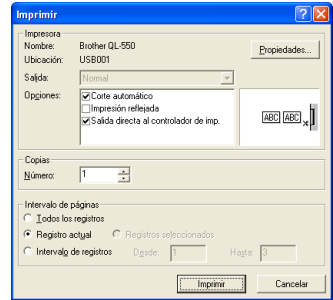 Imprimir
Impresora
Nombre: Brother QL-550
Propiedades...
Ubicación: USB001
Salida: Normal
Opciones:
Corte automático
Impresión reflejada
Salida directa al controlador de imp.
ABC ABC
Copias
Número: 1
Intervalo de páginas
Todos los registros
Registro actual Registros seleccionados
Intervalo de registros Desde: 1 Hasta: 3
Imprimir Cancelar